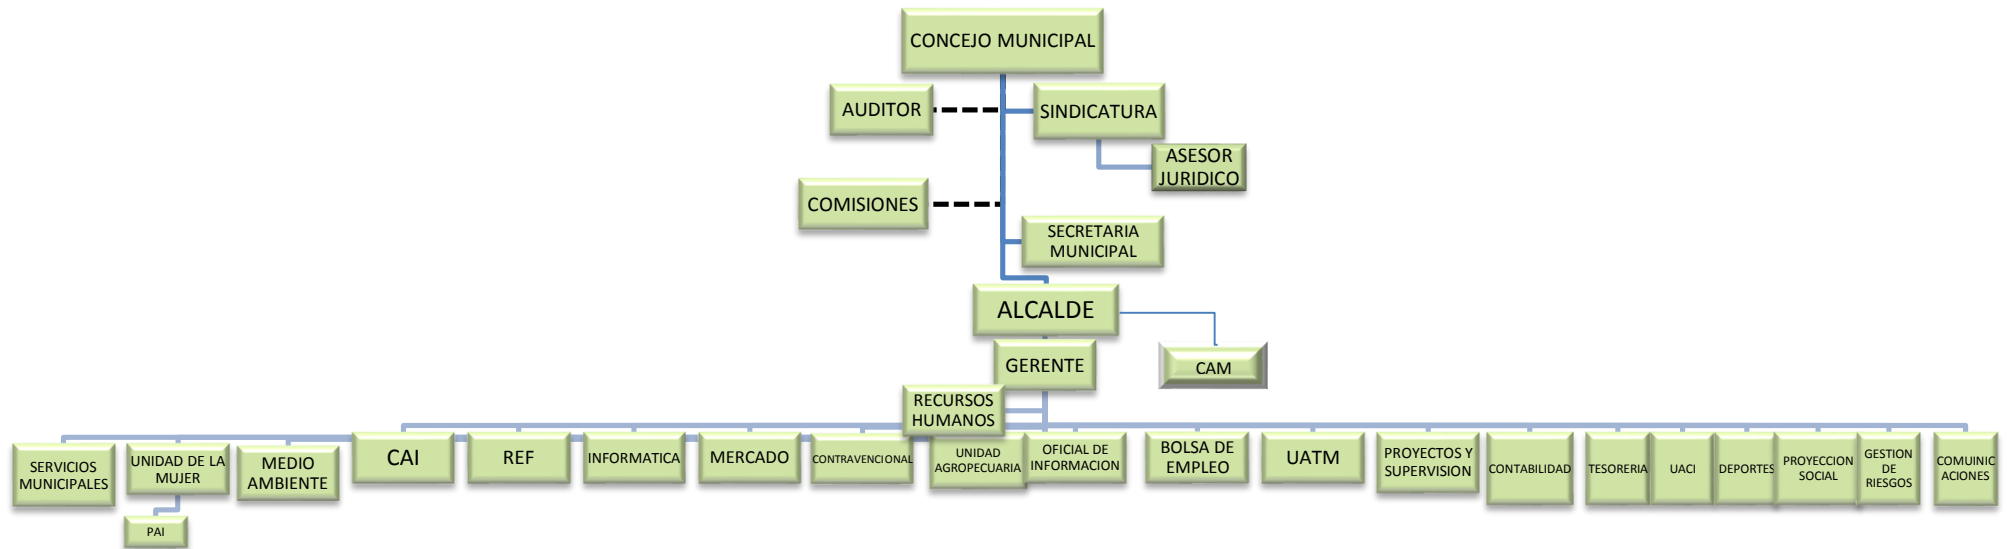 CONCEJO MUNICIPAL
AUDITOR
SINDICATURA
ASESOR
JURIDICO
COMISIONES
SECRETARIA
MUNICIPAL
ALCALDE
GERENTE
CAM
RECURSOS
HUMANOS
SERVICIOS
MUNICIPALES
UNIDAD DE LA
MUJER
MEDIO
AMBIENTE
CAI
REF
INFORMATICA
MERCADO
CONTRAVENCIONAL
UNIDAD
AGROPECUARIA
OFICIAL DE
INFORMACION
BOLSA DE
EMPLEO
UATM
PROYECTOS Y
SUPERVISION
CONTABILIDAD
TESORERIA
UACI
DEPORTES
PROYECCION
SOCIAL
GESTION
DE
RIESGOS
COMUINIC
ACIONES
PAI